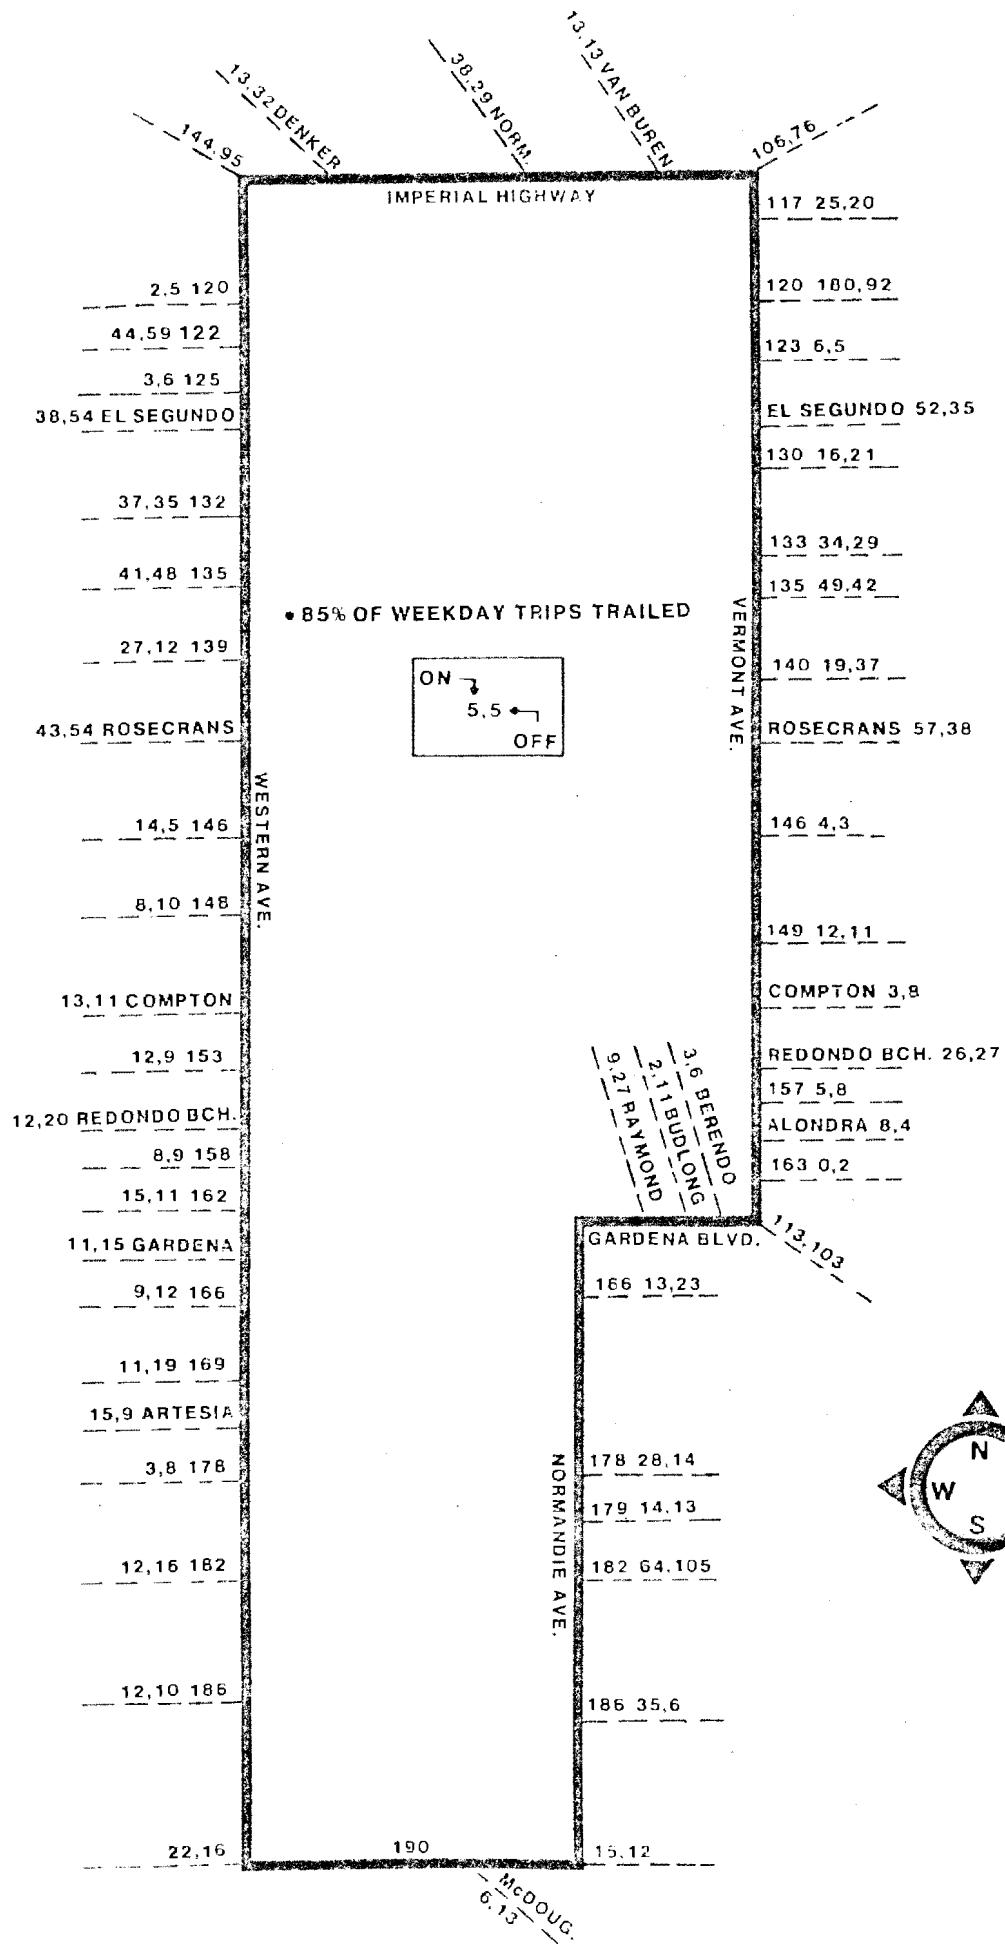 13,32 DENKER
38,29 NORM.
13,13 VAN BUREN
144,95
106,76
IMPERIAL HIGHWAY
117 25,20
2,5 120
120 180,92
44,59 122
123 6,5
3,6 125
38,54 EL SEGUNDO
EL SEGUNDO 52,35
130 16,21
37,35 132
133 34,29
41,48 135
135 49,42
• 85% OF WEEKDAY TRIPS TRAILED
27,12 139
140 19,37
ON
5,5
OFF
VERMONT AVE.
43,54 ROSECRANS
ROSECRANS 57,38
WESTERN AVE.
14,5 146
146 4,3
8,10 148
149 12,11
13,11 COMPTON
COMPTON 3,8
12,9 153
REDONDO BCH. 26,27
12,20 REDONDO BCH.
157 5,8
ALONDRA 8,4
8,9 158
163 0,2
15,11 162
9,27 RAYMOND
2,11 BUDLONG
3,6 BERENDO
11,15 GARDENA
GARDENA BLVD.
113,103
9,12 166
166 13,23
11,19 169
15,9 ARTESIA
3,8 178
178 28,14
NORMANDIE AVE.
179 14,13
12,16 182
182 64,105
12,10 186
186 35,6
22,16
190
15,12
McDOUG.
6,13
N
W
S